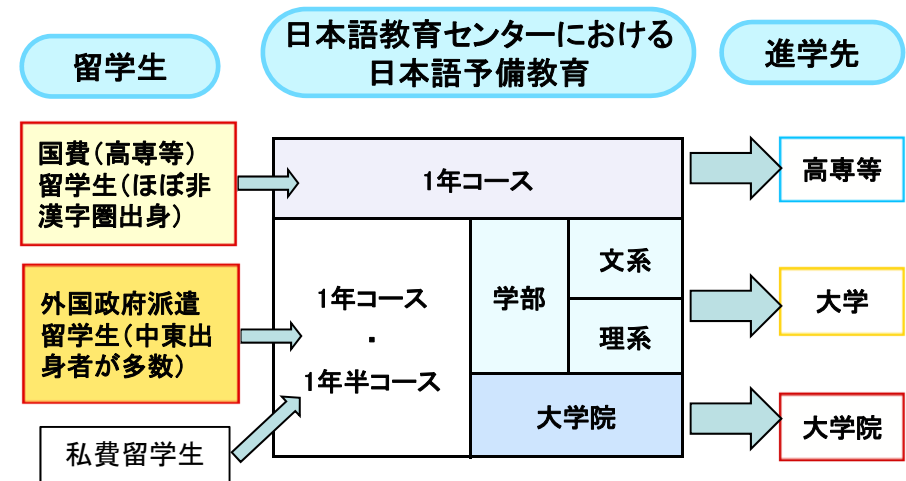 留学生
日本語教育センターにおける
日本語予備教育
進学先
国費(高専等)
留学生(ほぼ非
漢字圏出身)
1年コース
高専等
外国政府派遣
留学生(中東出
身者が多数)
1年コース
・
1年半コース
学部
文系
理系
大学
私費留学生
大学院
大学院